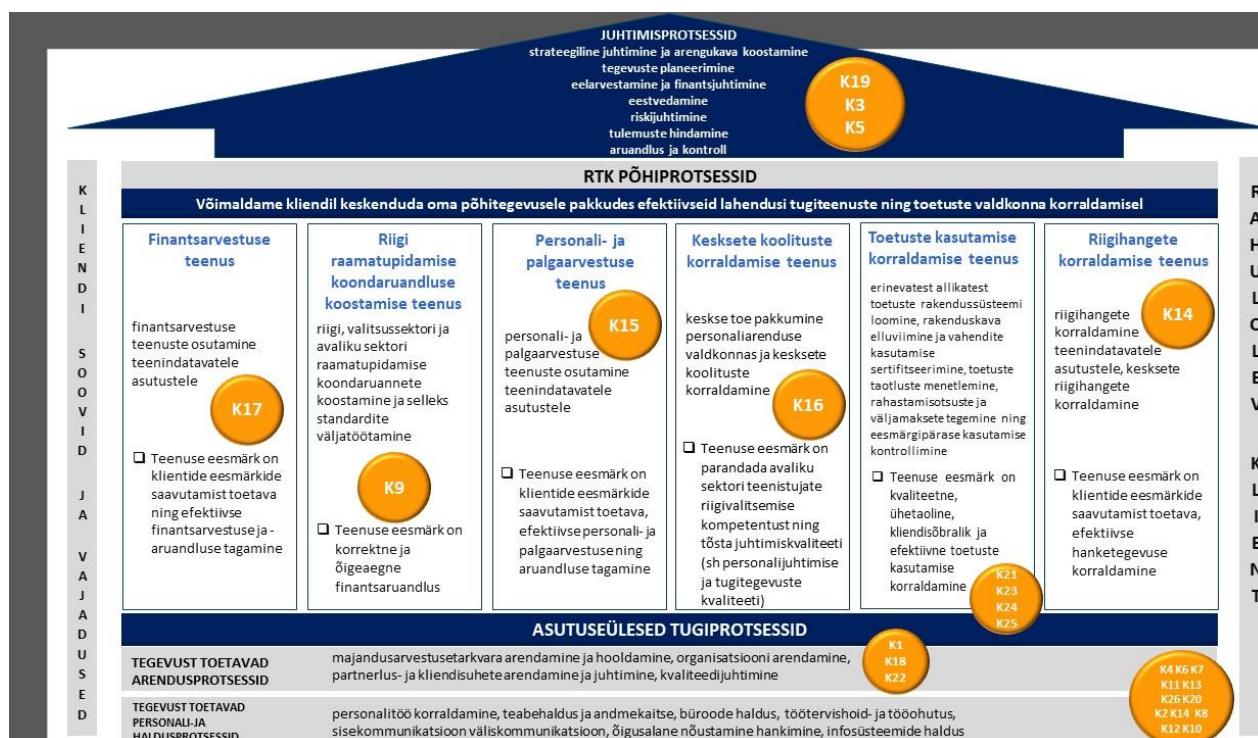 JUHTIMISPROTSESSID
strateegiline juhtimine ja arengukava koostamine
tegevuste planeerimine
eelarvestamine ja finantsjuhtimine
eestvedamine
riskijuhtimine
tulemuste hindamine
aruandlus ja kontroll
K19
K3
K5
KLIENDI SOOVID JA VAJADUSED
RTK PÕHIPROTSESSID
Võimaldame kliendil keskenduda oma põhitegevusele pakkudes efektiivseid lahendusi tugiteenuste ning toetuste valdkonna korraldamisel
Finantsarvestuse
teenus
finantsarvestuse
teenuste osutamine
teenindatavatele
asutustele
K17
❑ Teenuse eesmärk on
klientide eesmärkide
saavutamist toetava
ning efektiivse
finantsarvestuse ja -
aruandluse tagamine
Riigi
raamatupidamise
koondaruandluse
koostamise teenus
riigi, valitsussektori ja
avaliku sektori
raamatupidamise
koondaruannete
koostamine ja selleks
standardite
väljatöötamine
K9
❑ Teenuse eesmärk on
korrektne ja
õigeaegne
finantsaruandlus
Personali- ja
palgaarvestuse
teenus
K15
personali- ja
palgaarvestuse
teenuste osutamine
teenindatavatele
asutustele
❑ Teenuse eesmärk on
klientide eesmärkide
saavutamist toetava,
efektiivse personali- ja
palgaarvestuse ning
aruandluse tagamine
Kesksete koolituste
korraldamise teenus
keskse toe pakkumine
personaliarenduse
valdkonnas ja kesksete
koolituste
korraldamine
K16
❑ Teenuse eesmärk on
parandada avaliku
sektori teenistujate
riigivalitsemise
kompetentust ning
tõsta juhtimiskvaliteeti
(sh personalijuhtimise
ja tugitegevuste
kvaliteeti)
Toetuste kasutamise
korraldamise teenus
erinevatest allikatest
toetuste rakendussüsteemi
loomine, rakenduskava
elluviimine ja vahendite
kasutamise
sertifitseerimine, toetuste
taotluste menetlemine,
rahastamisotsuste ja
väljamaksete tegemine ning
eesmärgipärase kasutamise
kontrollimine
❑ Teenuse eesmärk on
kvaliteetne,
ühetaoline,
kliendisõbralik ja
efektiivne toetuste
kasutamise
korraldamine
K21
K23
K24
K25
Riigihangete
korraldamise teenus
K14
riigihangete
korraldamine
teenindatavatele
asutustele, kesksete
riigihangete
korraldamine
❑ Teenuse eesmärk on
klientide eesmärkide
saavutamist toetava,
efektiivse
hanketegevuse
korraldamine
ASUTUSEÜLESED TUGIPROTSESSID
TEGEVUST TOETAVAD
ARENDUSPROTSESSID
majandusarvestusetarkvara arendamine ja hooldamine, organisatsiooni arendamine,
partnerlus- ja kliendisuhete arendamine ja juhtimine, kvaliteedijuhtimine
K1
K18
K22
TEGEVUST TOETAVAD
PERSONALI-JA
HALDUSPROTSESSID
personalitöö korraldamine, teabehaldus ja andmekaitse, büroode haldus, töötervishoid- ja tööohutus,
sisekommunikatsioon väliskommunikatsioon, õigusalane nõustamine hankimine, infosüsteemide haldus
K4 K6 K7
K11 K13
K26 K20
K2 K14 K8
K12 K10
RAHULOLEV KLIENT